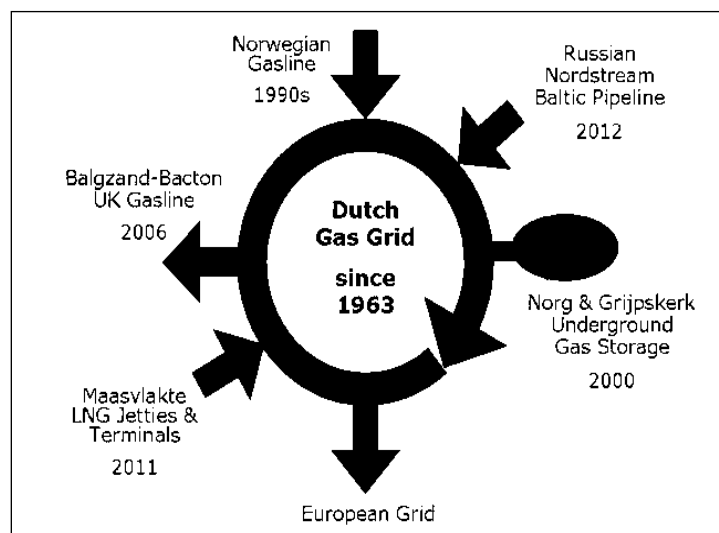 Norwegian
Gasline
1990s
Russian
Nordstream
Baltic Pipeline
2012
Balgzand-Bacton
UK Gasline
2006
Dutch
Gas Grid
since
1963
Norg & Grijpskerk
Underground
Gas Storage
2000
Maasvlakte
LNG Jetties &
Terminals
2011
European Grid